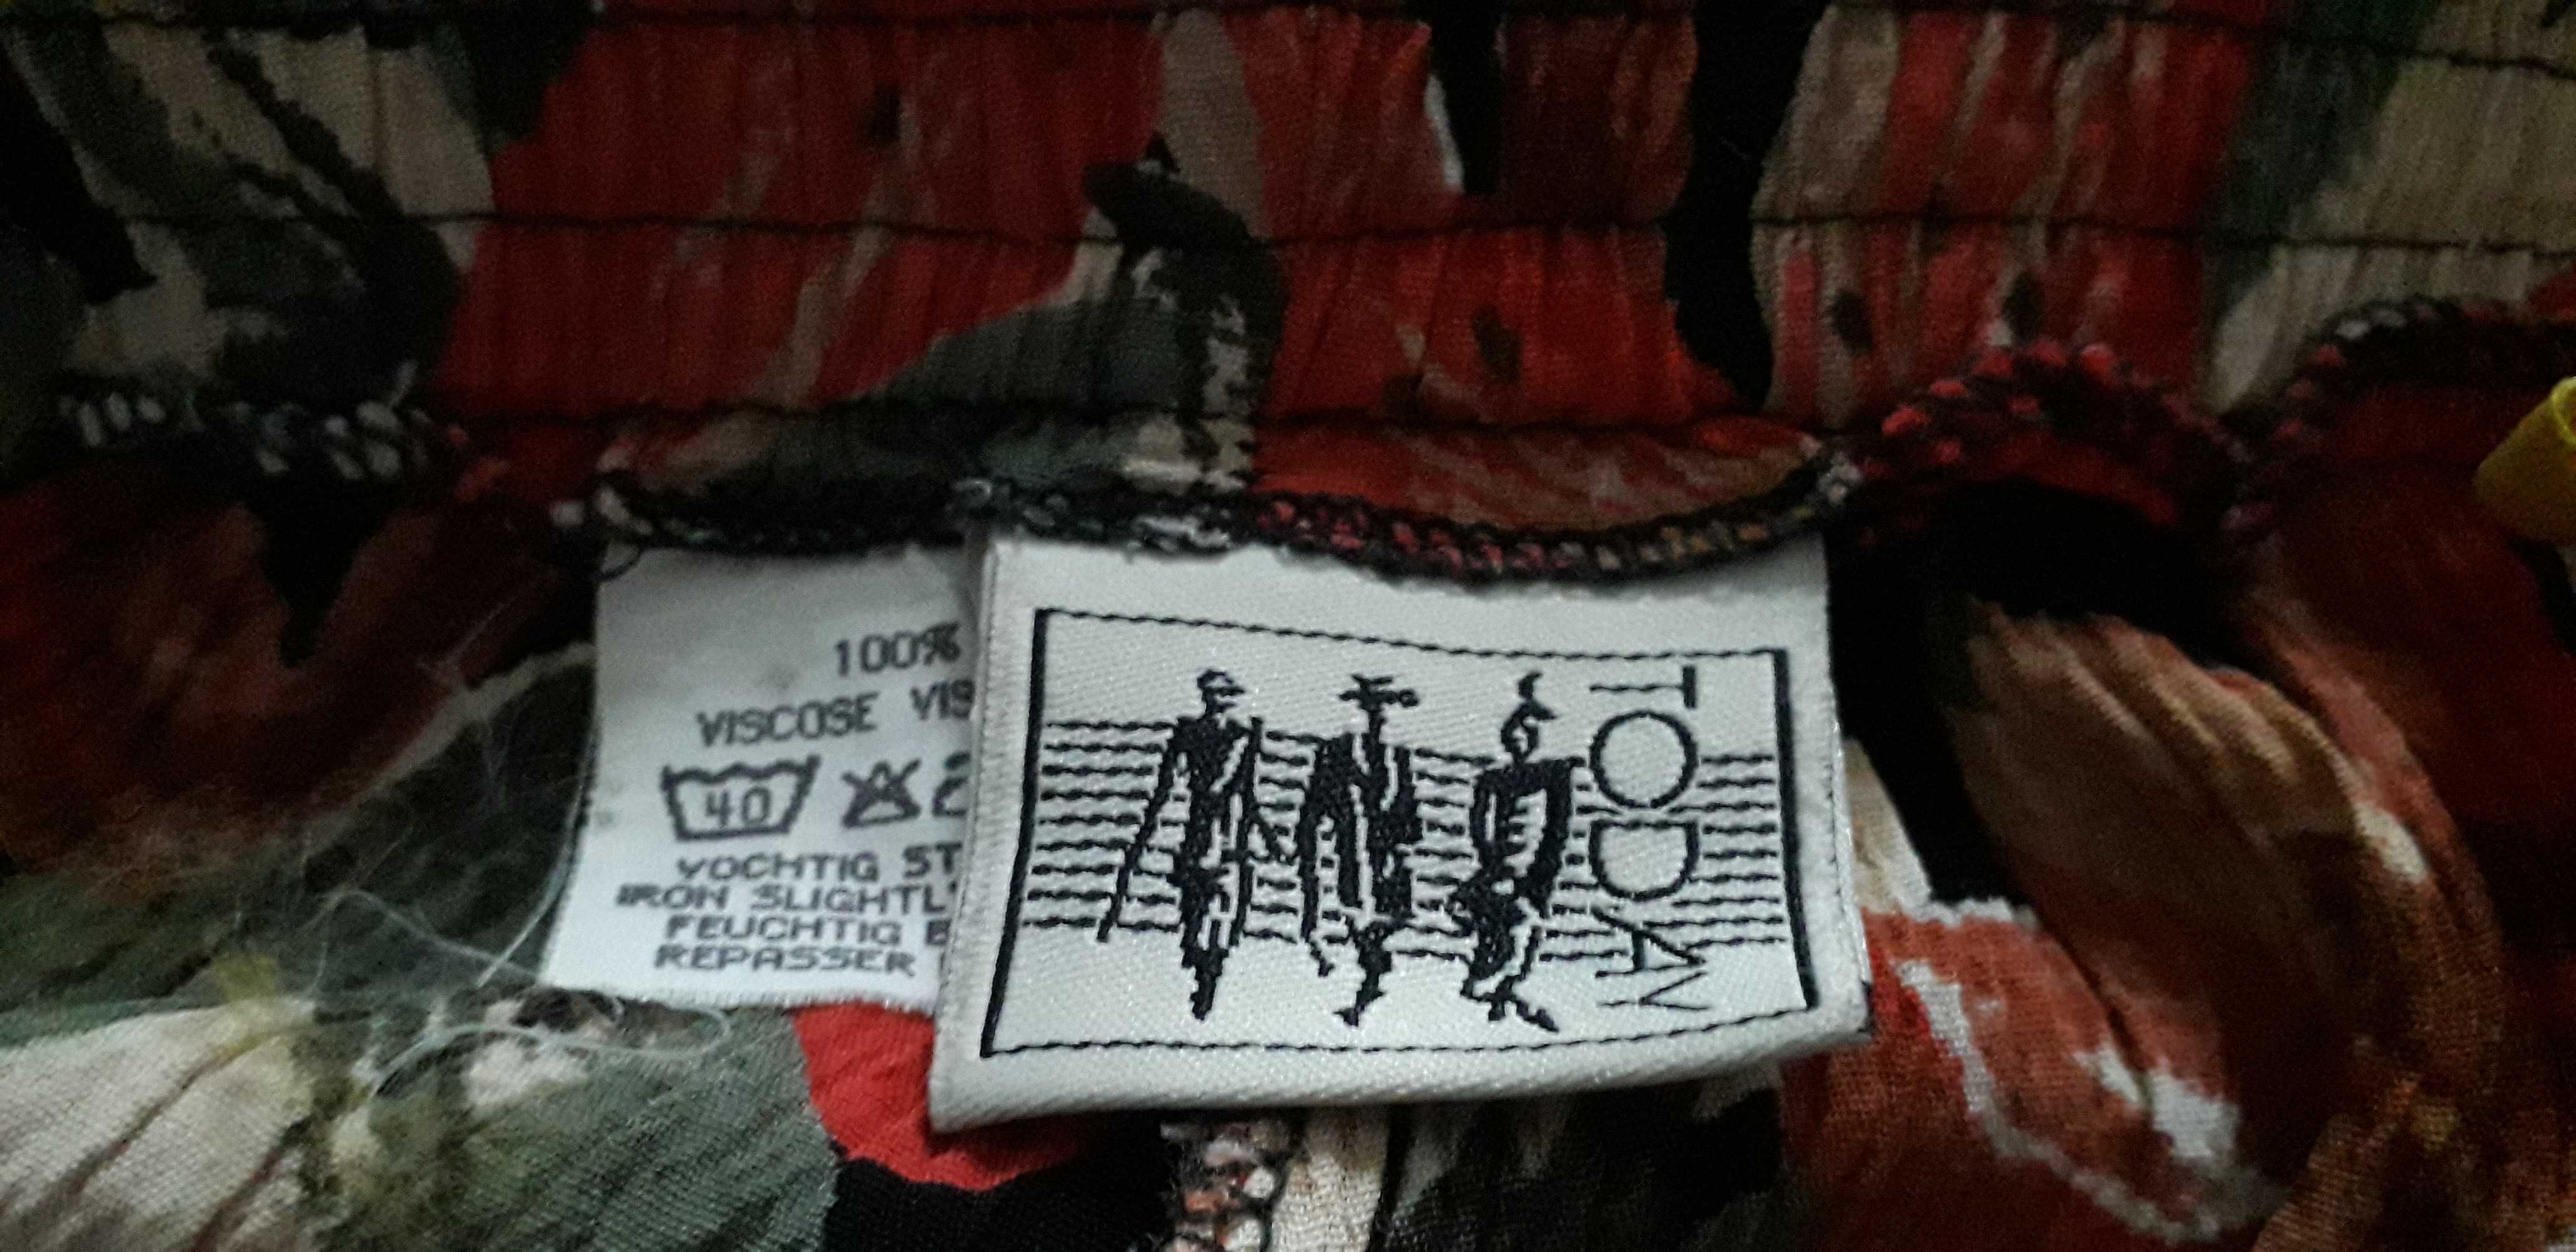 100%
VISCOSE VIS
40
VOCHTIG ST
IRON SLIGHTL
FEUCHTIG B
REPASSER
TODAY